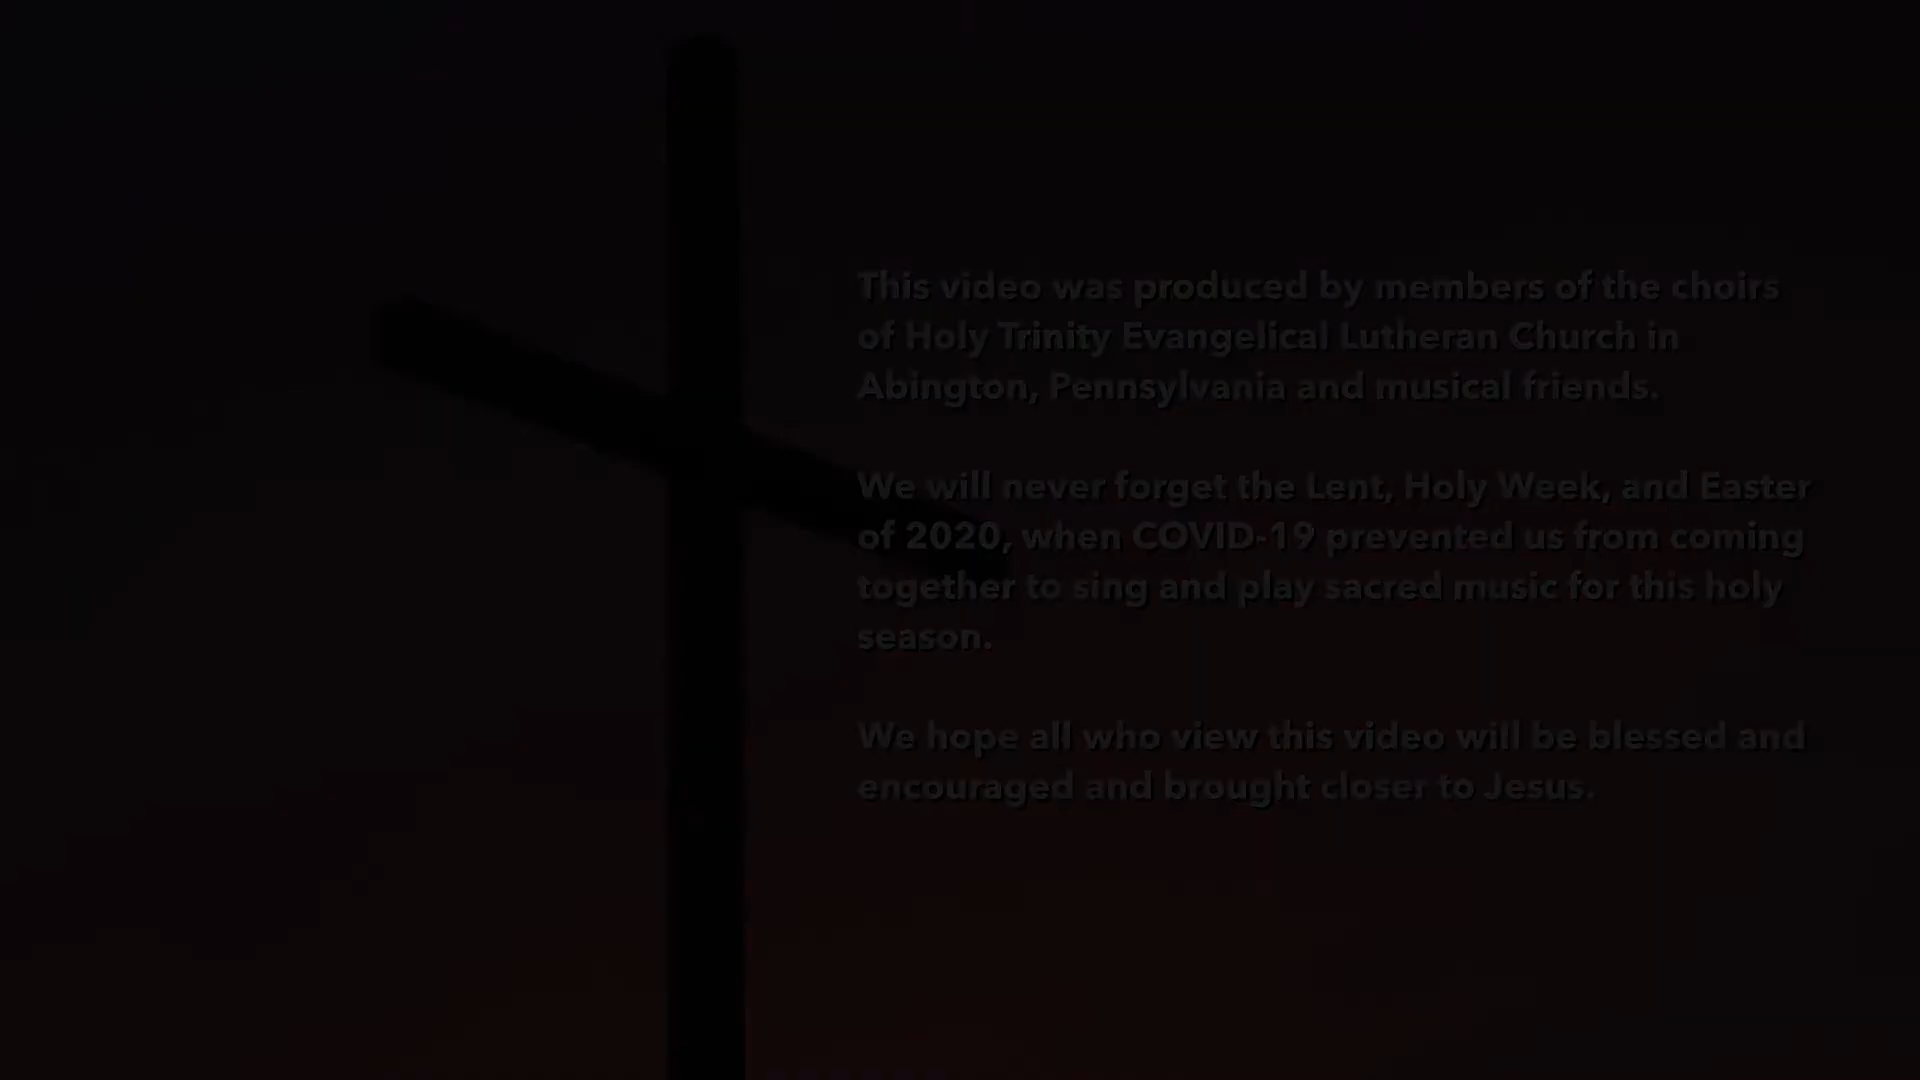 This video was produced by members of the choirs
of Holy Trinity Evangelical Lutheran Church in
Abington, Pennsylvania and musical friends.
We will never forget the Lent, Holy Week, and Easter
of 2020, when COVID-19 prevented us from coming
together to sing and play sacred music for this holy
season.
We hope all who view this video will be blessed and
encouraged and brought closer to Jesus.